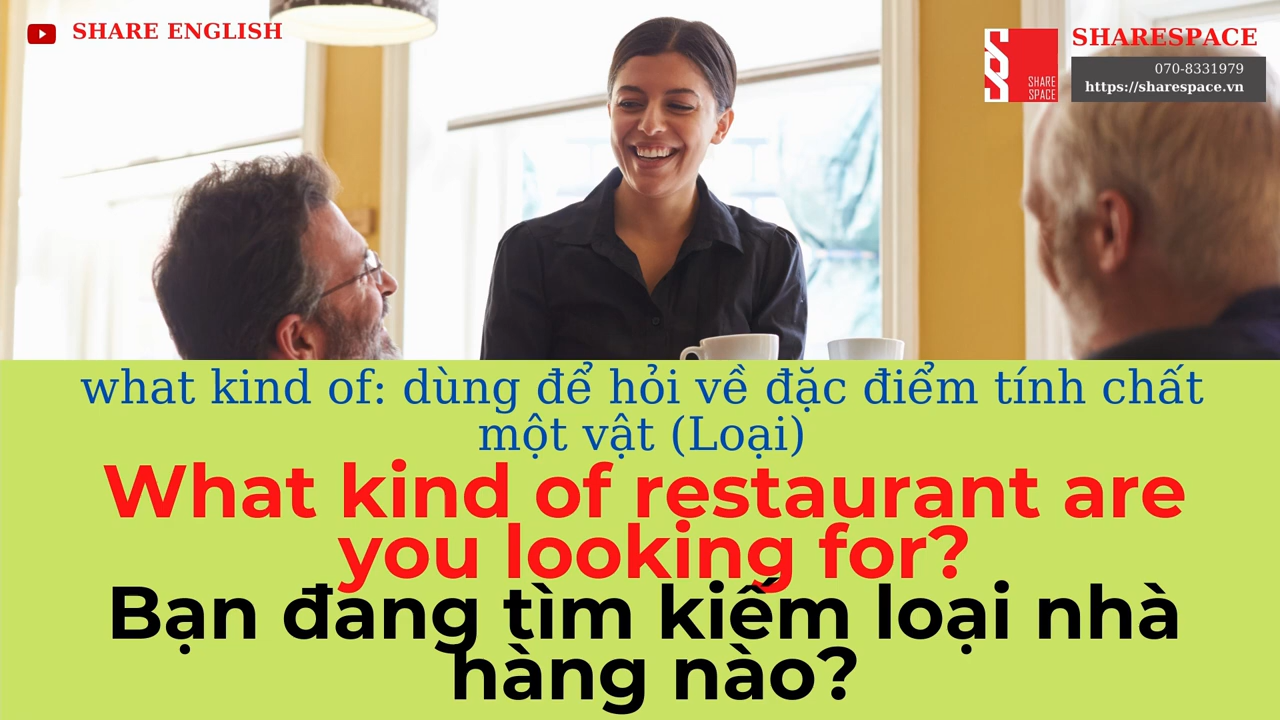 SHARE ENGLISH
SHARESPACE
070-8331979
https://sharespace.vn
SHARE
SPACE
what kind of: dùng để hỏi về đặc điểm tính chất
một vật (Loại)
What kind of restaurant are
you looking for?
Bạn đang tìm kiếm loại nhà
hàng nào?